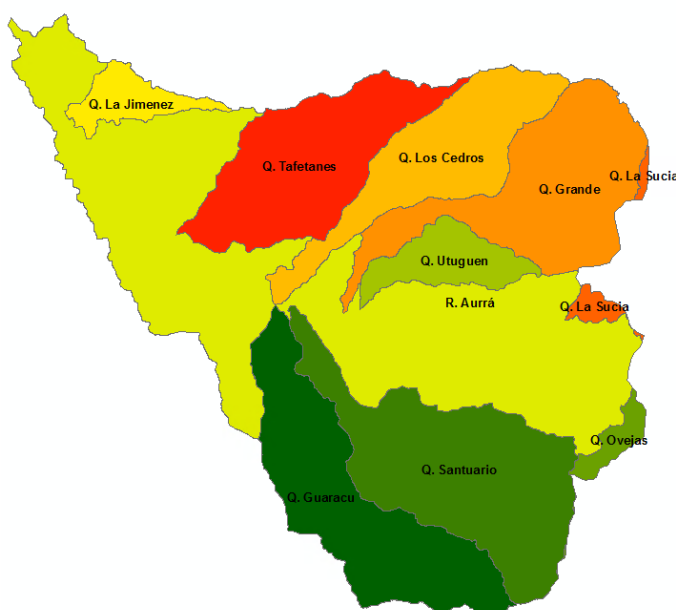 Q. La Jimenez
Q. Tafetanes
Q. Los Cedros
Q. La Sucia
Q. Grande
Q. Utuguen
R. Aurrá
Q. La Sucia
Q. Ovejas
Q. Santuario
Q. Guaracu